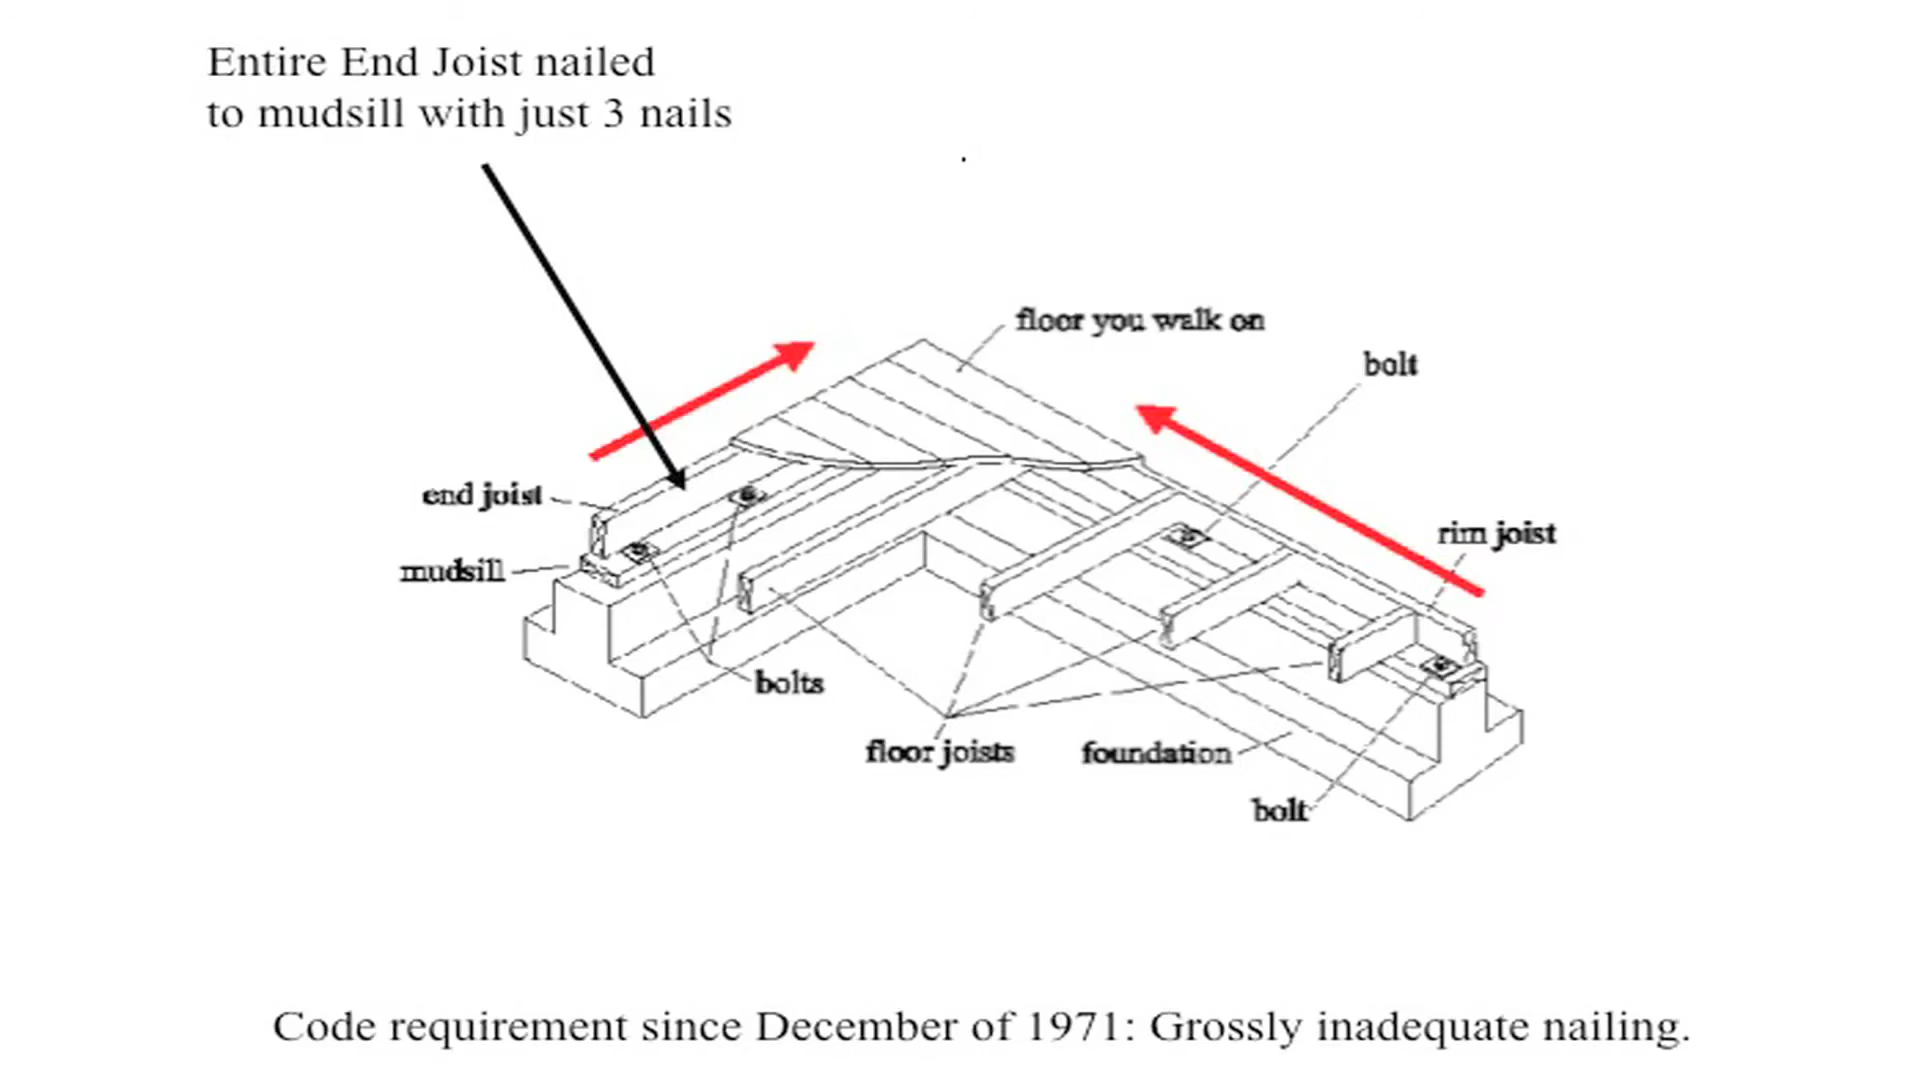 Entire End Joist nailed
to mudsill with just 3 nails
floor you walk on
bolt
end joist
rim joist
mudsill
bolts
floor joists
foundation
bolt
Code requirement since December of 1971: Grossly inadequate nailing.